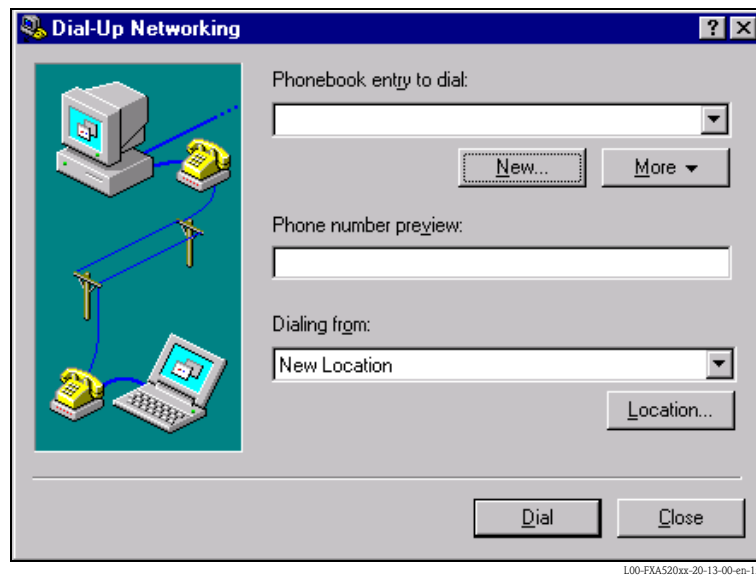 Dial-Up Networking
Phonebook entry to dial:
New... More
Phone number preview:
Dialing from:
New Location
Location...
Dial Close
L00-FXA520xx-20-13-00-en-1